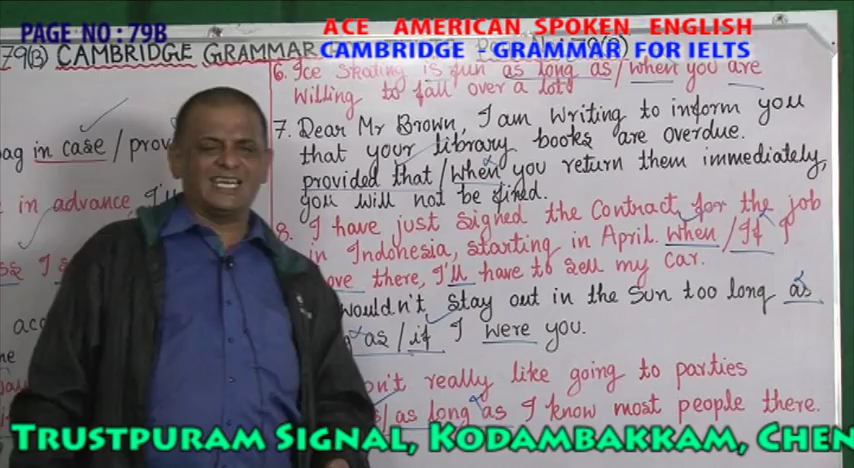 PAGE NO : 79B
ACE AMERICAN SPOKEN ENGLISH
CAMBRIDGE - GRAMMAR FOR IELTS
79(B) CAMBRIDGE GRAMMAR
bag in case / prov
in advance I'll
6. Ice skating is fun as long as / when you are
willing to fall over a lot.
7. Dear Mr Brown, I am writing to inform you
that your library books are overdue.
provided that / when you return them immediately,
you will not be fined.
8. I have just signed the Contract for the job
in Indonesia, starting in April. when / If I
there, I'll have to sell my car.
wouldn't stay out in the sun too long as
as / if I were you.
don't really like going to parties
/ as long as I know most people there.
TRUSTPURAM SIGNAL, KODAMBAKKAM, CHEN